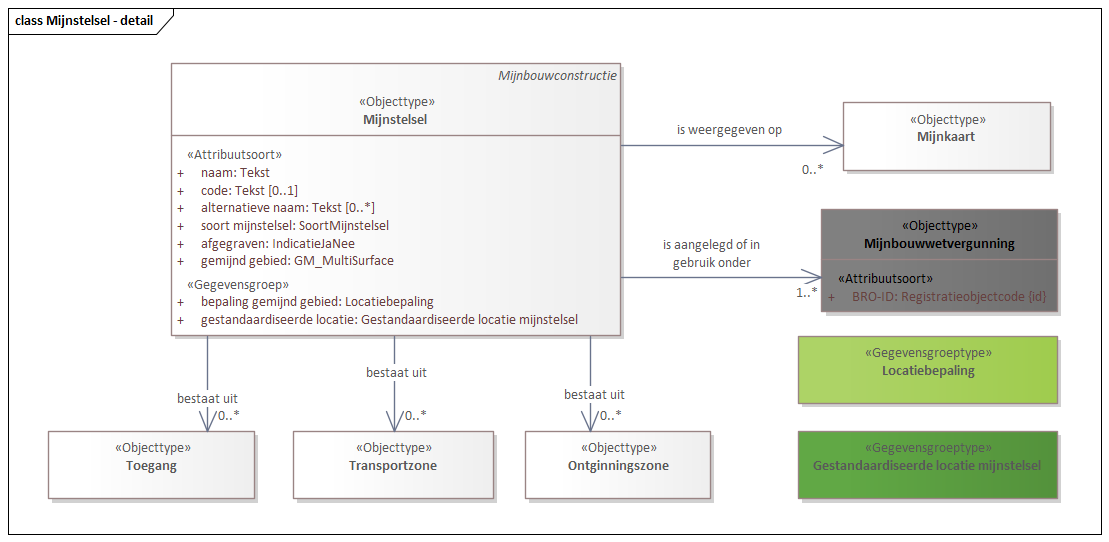 class Mijnstelsel - detail
Mijnbouwconstructie
«Objecttype»
Mijnstelsel
«Attribuutsoort»
+ naam: Tekst
+ code: Tekst [0..1]
+ alternatieve naam: Tekst [0..*]
+ soort mijnstelsel: SoortMijnstelsel
+ afgegraven: IndicatieJaNee
+ gemijnd gebied: GM_MultiSurface
«Gegevensgroep»
+ bepaling gemijnd gebied: Locatiebepaling
+ gestandaardiseerde locatie: Gestandaardiseerde locatie mijnstelsel
is weergegeven op
0..*
«Objecttype»
Mijnkaart
is aangelegd of in
gebruik onder
1..*
«Objecttype»
Mijnbouwwetvergunning
«Attribuutsoort»
+ BRO-ID: Registratieobjectcode {id}
«Gegevensgroeptype»
Locatiebepaling
«Gegevensgroeptype»
Gestandaardiseerde locatie mijnstelsel
bestaat uit
0..*
bestaat uit
0..*
bestaat uit
0..*
«Objecttype»
Toegang
«Objecttype»
Transportzone
«Objecttype»
Ontginningszone